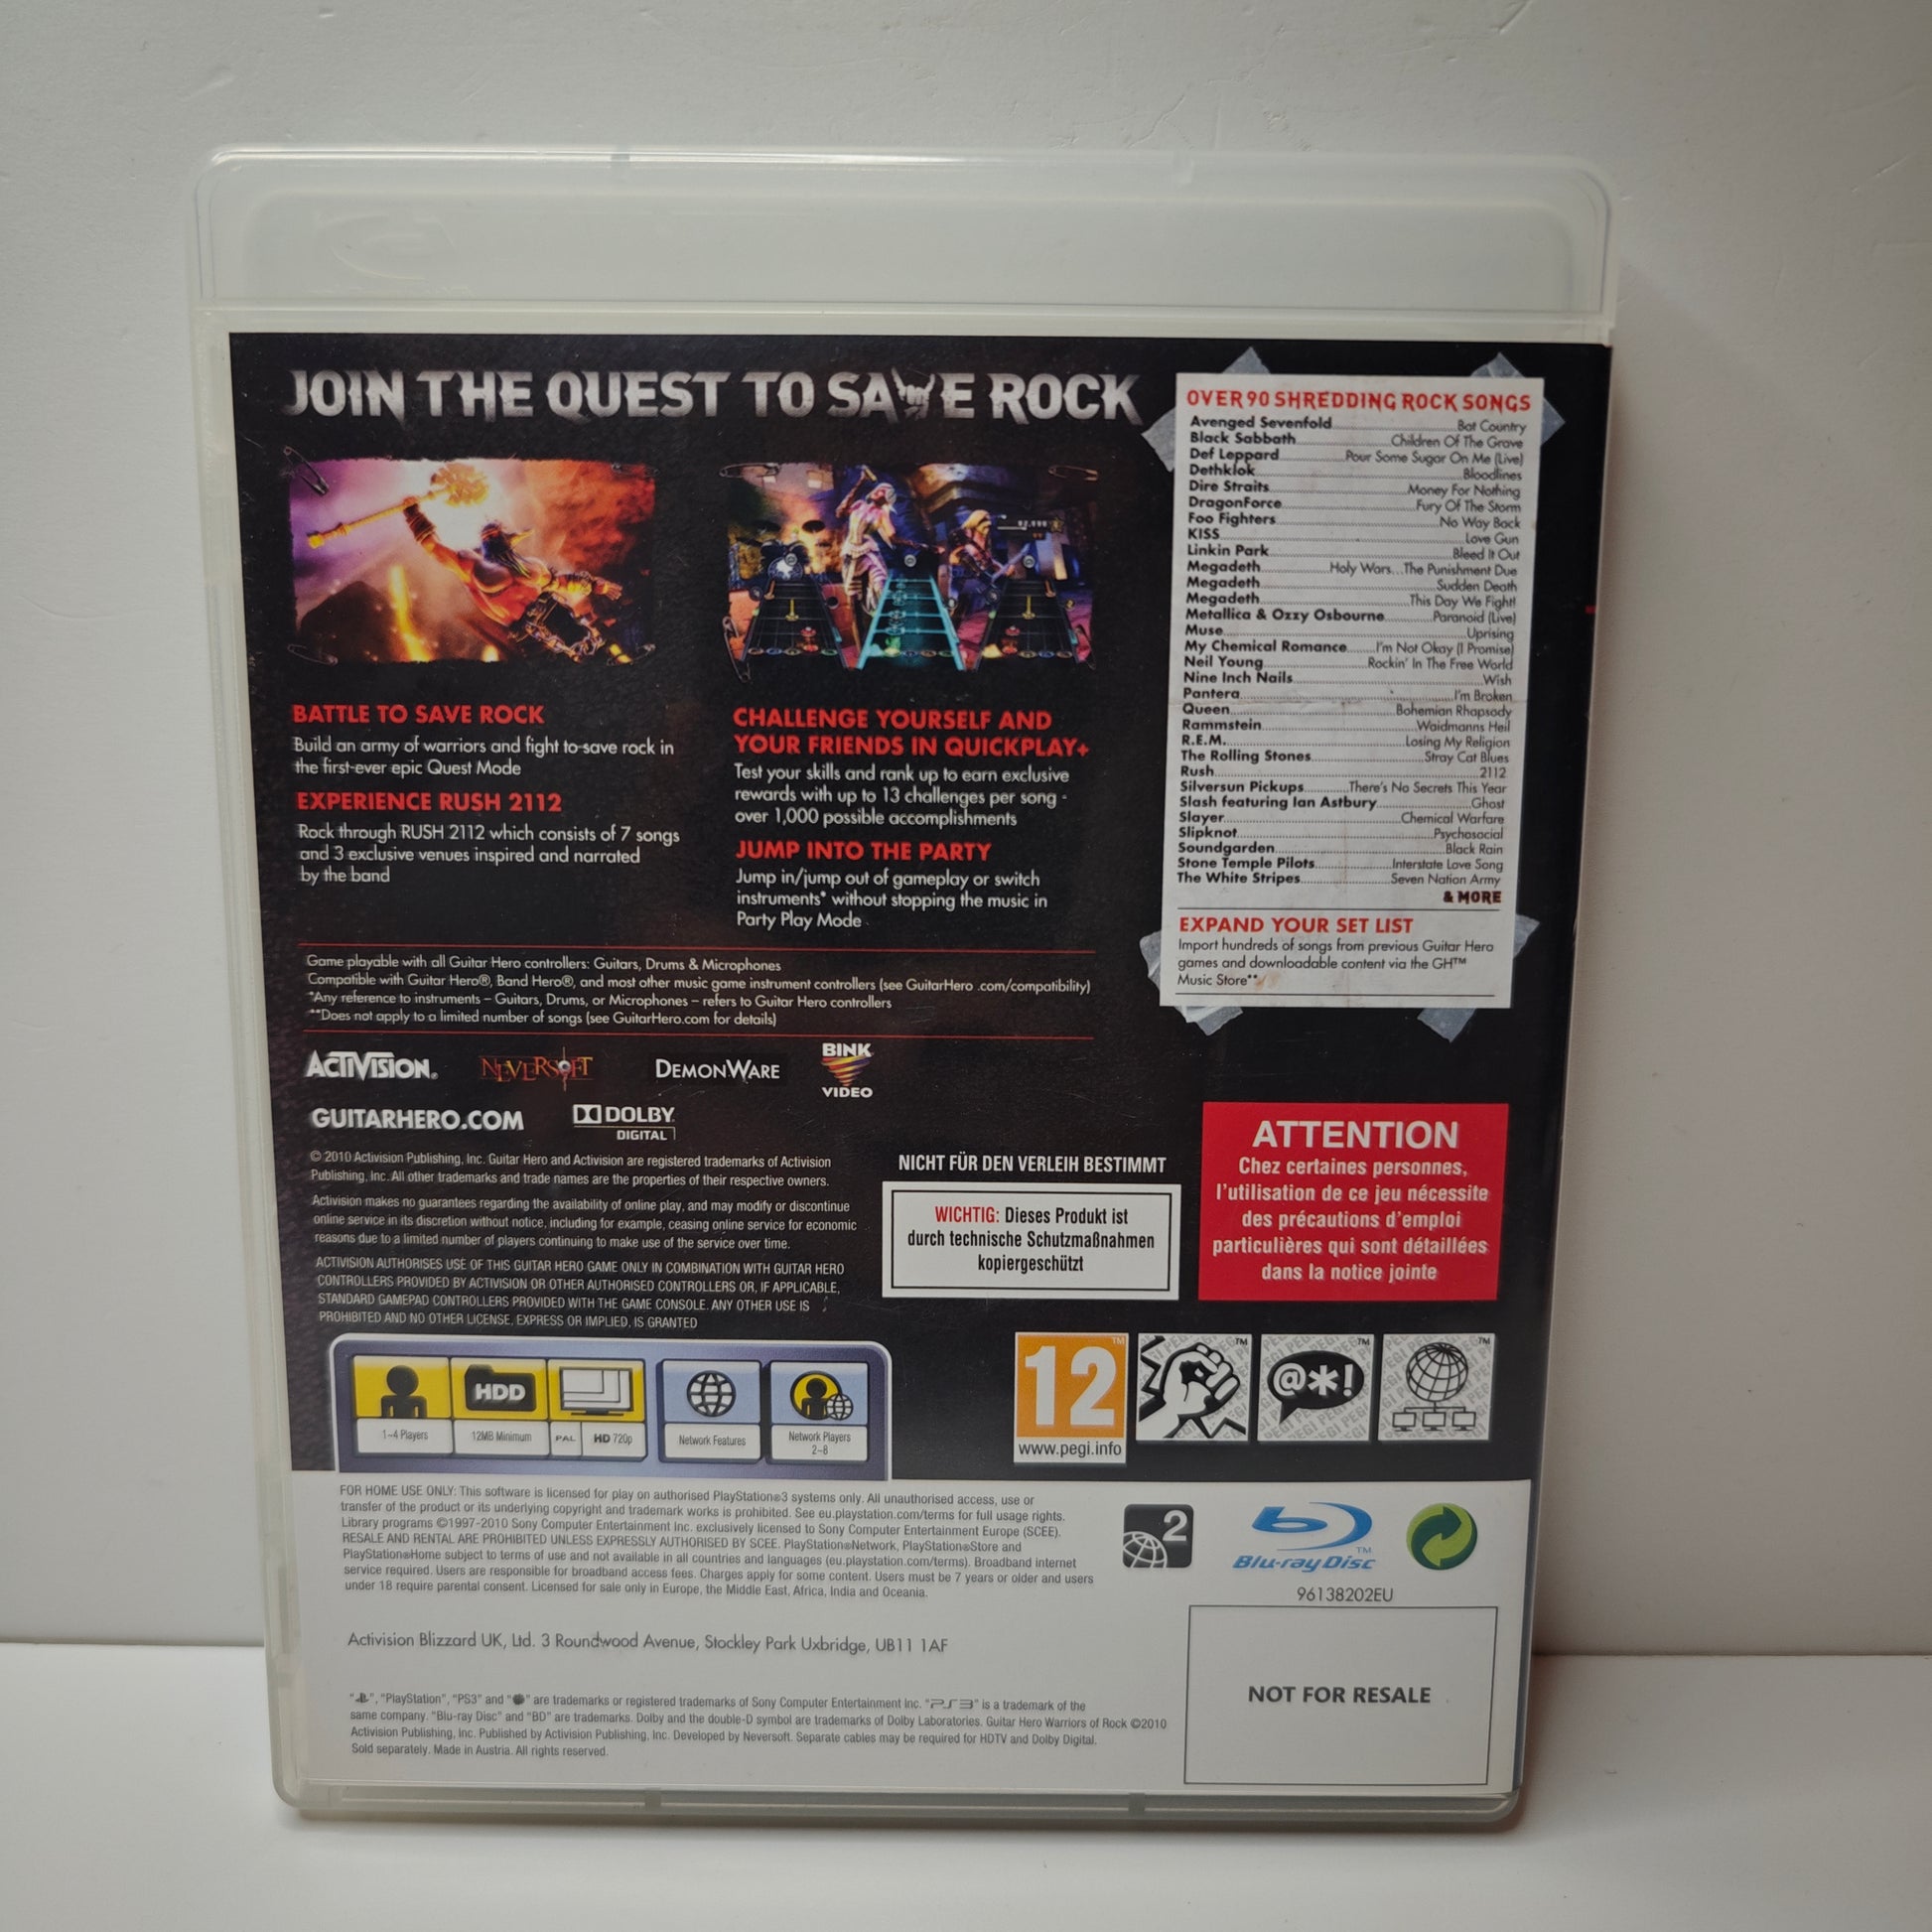 JOIN THE QUEST TO SAVE ROCK
BATTLE TO SAVE ROCK
Build an army of warriors and fight to save rock in
the first-ever epic Quest Mode
EXPERIENCE RUSH 2112
Rock through RUSH 2112 which consists of 7 songs
and 3 exclusive venues inspired and narrated
by the band
CHALLENGE YOURSELF AND
YOUR FRIENDS IN QUICKPLAY+
Test your skills and rank up to earn exclusive
rewards with up to 13 challenges per song -
over 1,000 possible accomplishments
JUMP INTO THE PARTY
Jump in/jump out of gameplay or switch
instruments* without stopping the music in
Party Play Mode
OVER 90 SHREDDING ROCK SONGS
Avenged Sevenfold Bat Country
Black Sabbath Children Of The Grave
Def Leppard Pour Some Sugar On Me (Live)
Dethklok Bloodlines
Dire Straits Money For Nothing
DragonForce Fury Of The Storm
Foo Fighters No Way Back
KISS Love Gun
Linkin Park Bleed It Out
Megadeth Holy Wars...The Punishment Due
Megadeth Sudden Death
Megadeth This Day We Fight!
Metallica & Ozzy Osbourne Paranoid (Live)
Muse Uprising
My Chemical Romance I'm Not Okay (I Promise)
Neil Young Rockin' In The Free World
Nine Inch Nails Wish
Pantera I'm Broken
Queen Bohemian Rhapsody
Rammstein Waidmanns Heil
R.E.M. Losing My Religion
The Rolling Stones Stray Cat Blues
Rush 2112
Silversun Pickups There's No Secrets This Year
Slash featuring Ian Astbury Ghost
Slayer Chemical Warfare
Slipknot Psychosocial
Soundgarden Black Rain
Stone Temple Pilots Interstate Love Song
The White Stripes Seven Nation Army
& MORE
EXPAND YOUR SET LIST
Import hundreds of songs from previous Guitar Hero
games and downloadable content via the GH™
Music Store**
Game playable with all Guitar Hero controllers: Guitars, Drums & Microphones
Compatible with Guitar Hero®, Band Hero®, and most other music game instrument controllers (see GuitarHero .com/compatibility)
*Any reference to instruments – Guitars, Drums, or Microphones – refers to Guitar Hero controllers
**Does not apply to a limited number of songs (see GuitarHero.com for details)
ACTIVISION®
NEVERSOFT
DEMONWARE
BINK
VIDEO
GUITARHERO.COM
DOLBY
DIGITAL
© 2010 Activision Publishing, Inc. Guitar Hero and Activision are registered trademarks of Activision
Publishing, Inc. All other trademarks and trade names are the properties of their respective owners.
Activision makes no guarantees regarding the availability of online play, and may modify or discontinue
online service in its discretion without notice, including for example, ceasing online service for economic
reasons due to a limited number of players continuing to make use of the service over time.
ACTIVISION AUTHORISES USE OF THIS GUITAR HERO GAME ONLY IN COMBINATION WITH GUITAR HERO
CONTROLLERS PROVIDED BY ACTIVISION OR OTHER AUTHORISED CONTROLLERS OR, IF APPLICABLE,
STANDARD GAMEPAD CONTROLLERS PROVIDED WITH THE GAME CONSOLE. ANY OTHER USE IS
PROHIBITED AND NO OTHER LICENSE, EXPRESS OR IMPLIED, IS GRANTED
NICHT FÜR DEN VERLEIH BESTIMMT
WICHTIG: Dieses Produkt ist
durch technische Schutzmaßnahmen
kopiergeschützt
ATTENTION
Chez certaines personnes,
l'utilisation de ce jeu nécessite
des précautions d'emploi
particulières qui sont détaillées
dans la notice jointe
HDD
1–4 Players
12MB Minimum
PAL
HD 720p
Network Features
Network Players
2–8
12™
www.pegi.info
™
@*!
™
™
FOR HOME USE ONLY: This software is licensed for play on authorised PlayStation®3 systems only. All unauthorised access, use or
transfer of the product or its underlying copyright and trademark works is prohibited. See eu.playstation.com/terms for full usage rights.
Library programs ©1997-2010 Sony Computer Entertainment Inc. exclusively licensed to Sony Computer Entertainment Europe (SCEE).
RESALE AND RENTAL ARE PROHIBITED UNLESS EXPRESSLY AUTHORISED BY SCEE. PlayStation®Network, PlayStation®Store and
PlayStation®Home subject to terms of use and not available in all countries and languages (eu.playstation.com/terms). Broadband internet
service required. Users are responsible for broadband access fees. Charges apply for some content. Users must be 7 years or older and users
under 18 require parental consent. Licensed for sale only in Europe, the Middle East, Africa, India and Oceania.
2
Blu-ray Disc™
96138202EU
Activision Blizzard UK, Ltd. 3 Roundwood Avenue, Stockley Park Uxbridge, UB11 1AF
NOT FOR RESALE
" ", "PlayStation", "PS3" and " " are trademarks or registered trademarks of Sony Computer Entertainment Inc. "PS3" is a trademark of the
same company. "Blu-ray Disc" and "BD" are trademarks. Dolby and the double-D symbol are trademarks of Dolby Laboratories. Guitar Hero Warriors of Rock ©2010
Activision Publishing, Inc. Published by Activision Publishing, Inc. Developed by Neversoft. Separate cables may be required for HDTV and Dolby Digital.
Sold separately. Made in Austria. All rights reserved.